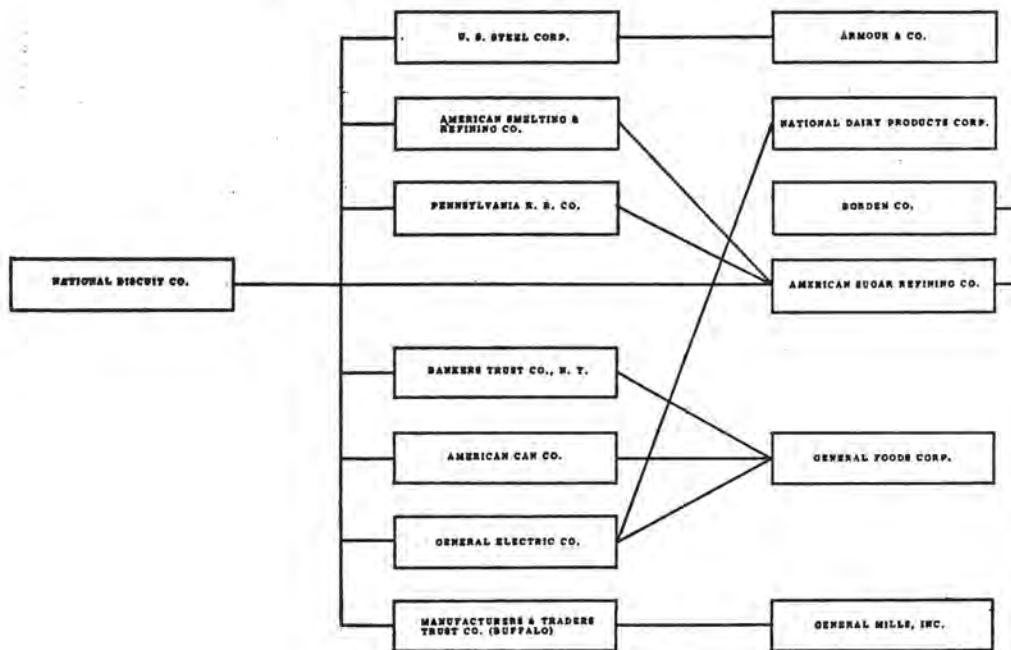 U. S. STEEL CORP.
ARMOUR & CO.
AMERICAN SMELTING &
REFINING CO.
NATIONAL DAIRY PRODUCTS CORP.
PENNSYLVANIA R. R. CO.
BORDEN CO.
NATIONAL BISCUIT CO.
AMERICAN SUGAR REFINING CO.
BANKERS TRUST CO., N. Y.
AMERICAN CAN CO.
GENERAL FOODS CORP.
GENERAL ELECTRIC CO.
MANUFACTURERS & TRADERS
TRUST CO. (BUFFALO)
GENERAL MILLS, INC.